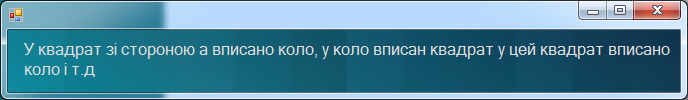 У квадрат зі стороною а вписано коло, у коло вписан квадрат у цей квадрат вписано
коло і т.д